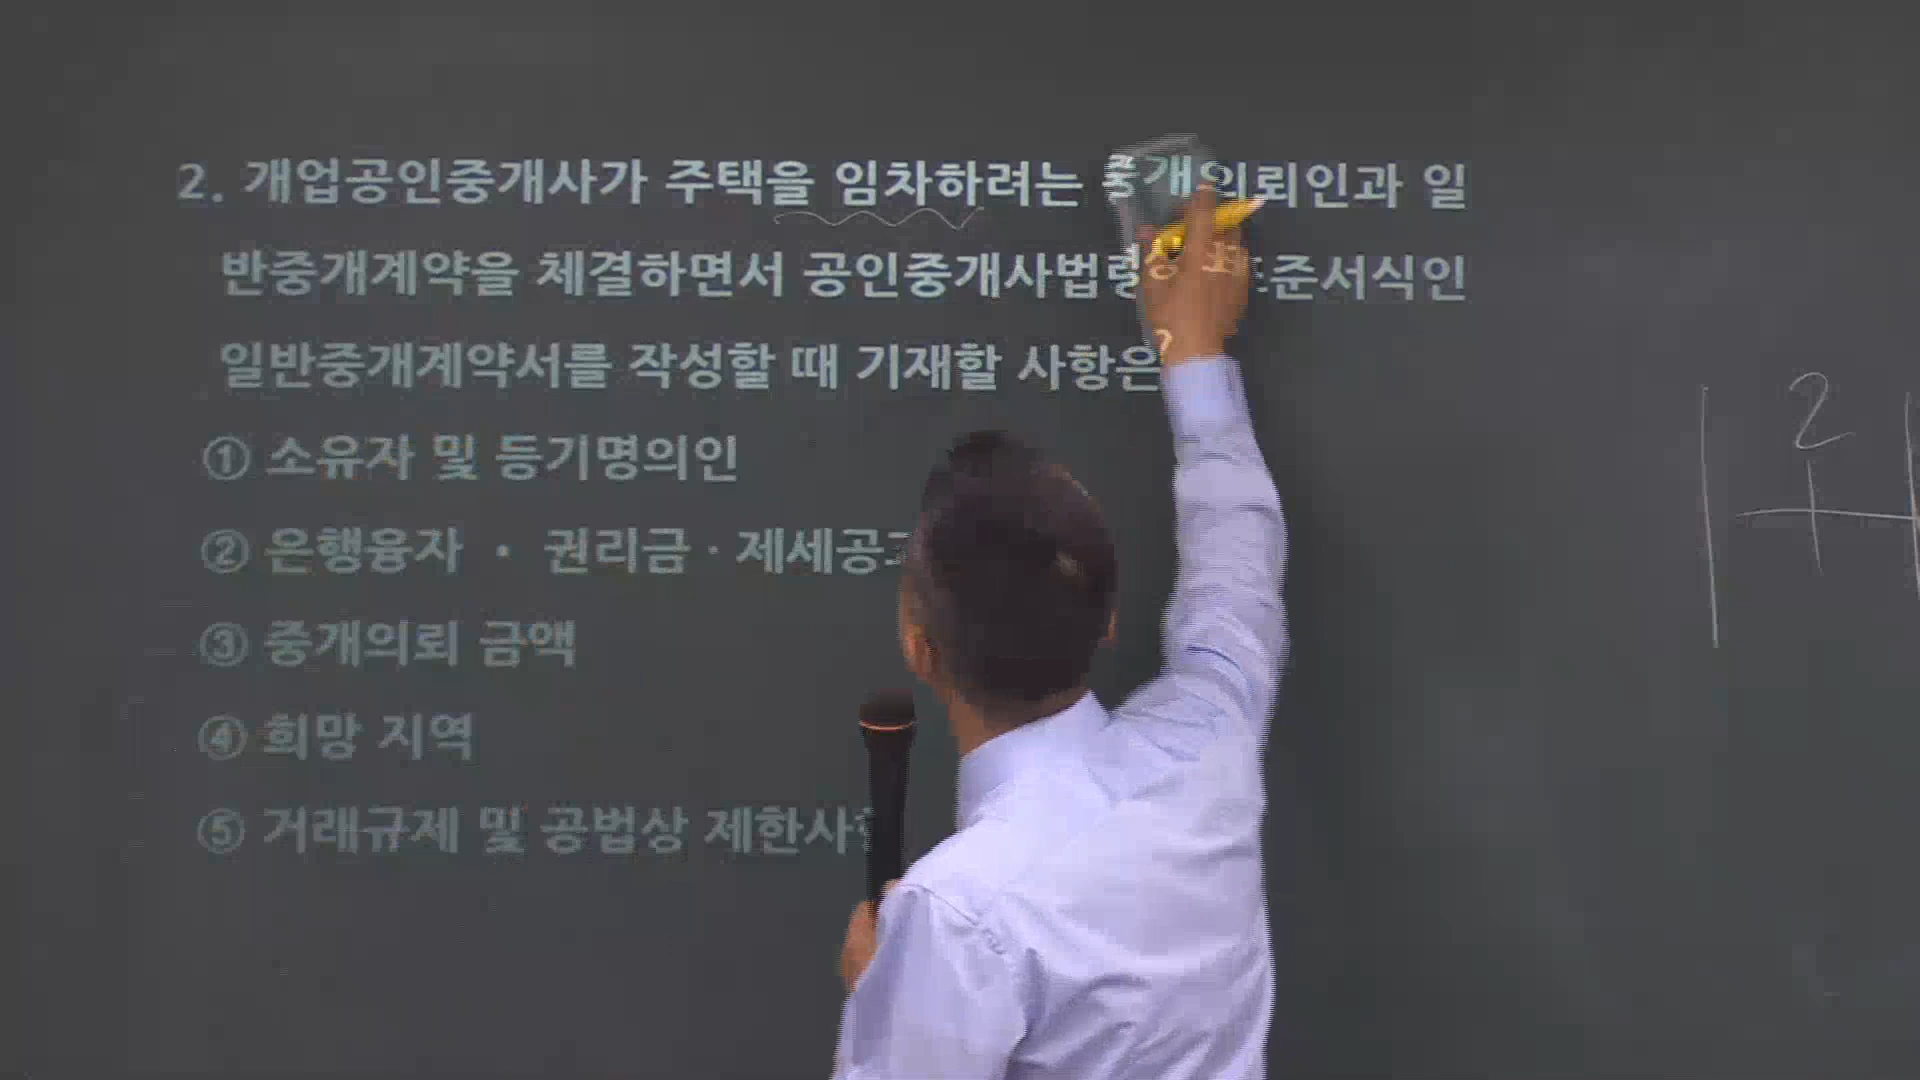 2. 개업공인중개사가 주택을 임차하려는 중개의뢰인과 일
반중개계약을 체결하면서 공인중개사법령상 표준서식인
일반중개계약서를 작성할 때 기재할 사항은?
① 소유자 및 등기명의인
② 은행융자 · 권리금 · 제세공
③ 중개의뢰 금액
④ 희망 지역
⑤ 거래규제 및 공법상 제한사
2